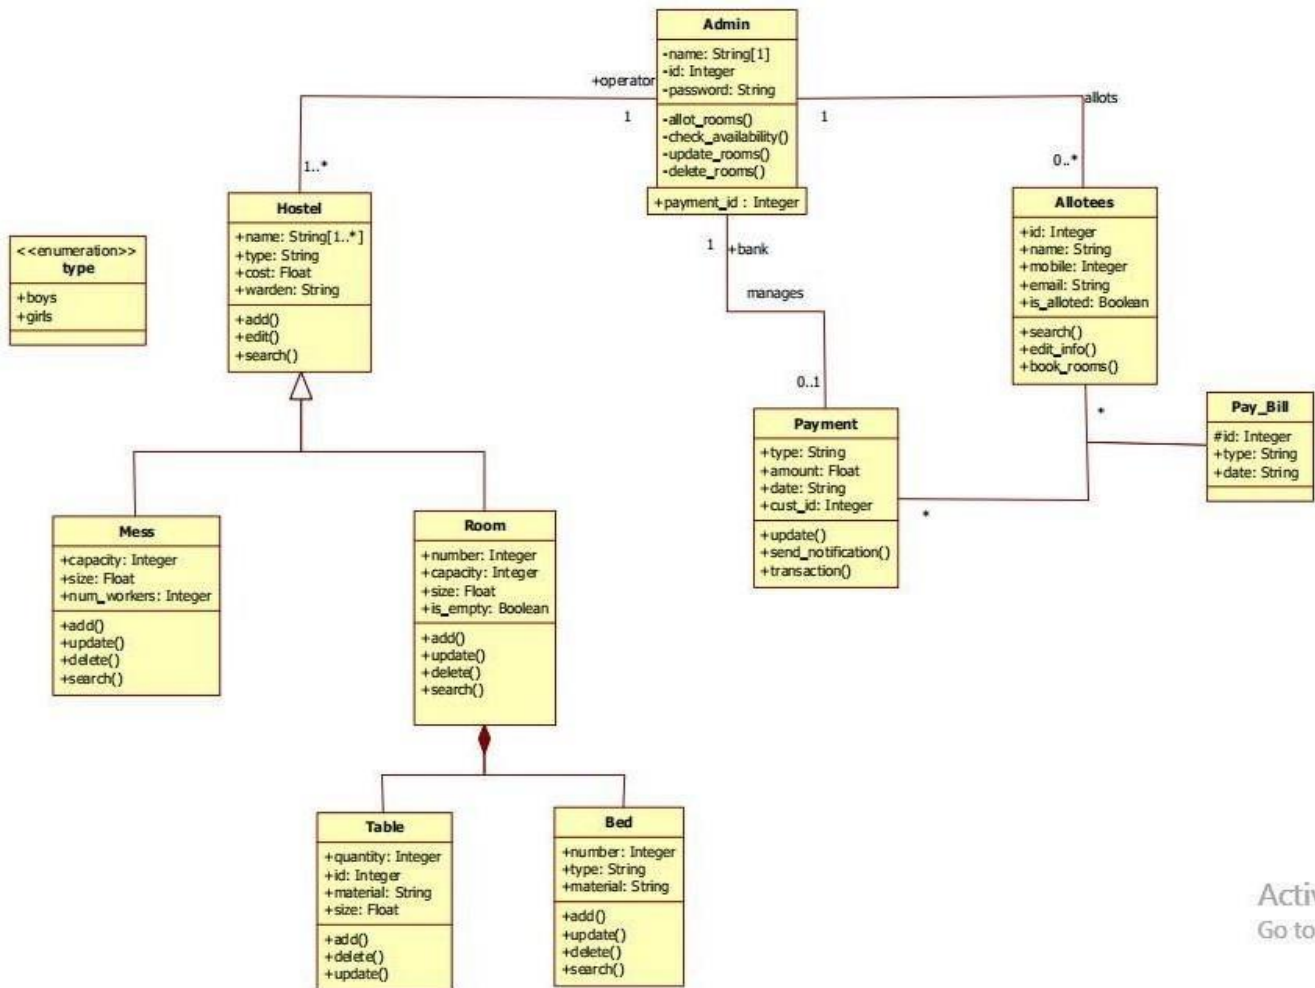 Admin
-name: String[1]
-id: Integer
-password: String
-allot_rooms()
-check_availability()
-update_rooms()
-delete_rooms()
+payment_id : Integer
+operator
1
1..*
1
allots
0..*
1
+bank
manages
0..1
<<enumeration>>
type
+boys
+girls
Hostel
+name: String[1..*]
+type: String
+cost: Float
+warden: String
+add()
+edit()
+search()
Allotees
+id: Integer
+name: String
+mobile: Integer
+email: String
+is_alloted: Boolean
+search()
+edit_info()
+book_rooms()
*
*
Pay_Bill
#id: Integer
+type: String
+date: String
Payment
+type: String
+amount: Float
+date: String
+cust_id: Integer
+update()
+send_notification()
+transaction()
Mess
+capacity: Integer
+size: Float
+num_workers: Integer
+add()
+update()
+delete()
+search()
Room
+number: Integer
+capacity: Integer
+size: Float
+is_empty: Boolean
+add()
+update()
+delete()
+search()
Table
+quantity: Integer
+id: Integer
+material: String
+size: Float
+add()
+delete()
+update()
Bed
+number: Integer
+type: String
+material: String
+add()
+update()
+delete()
+search()
Activ
Go to